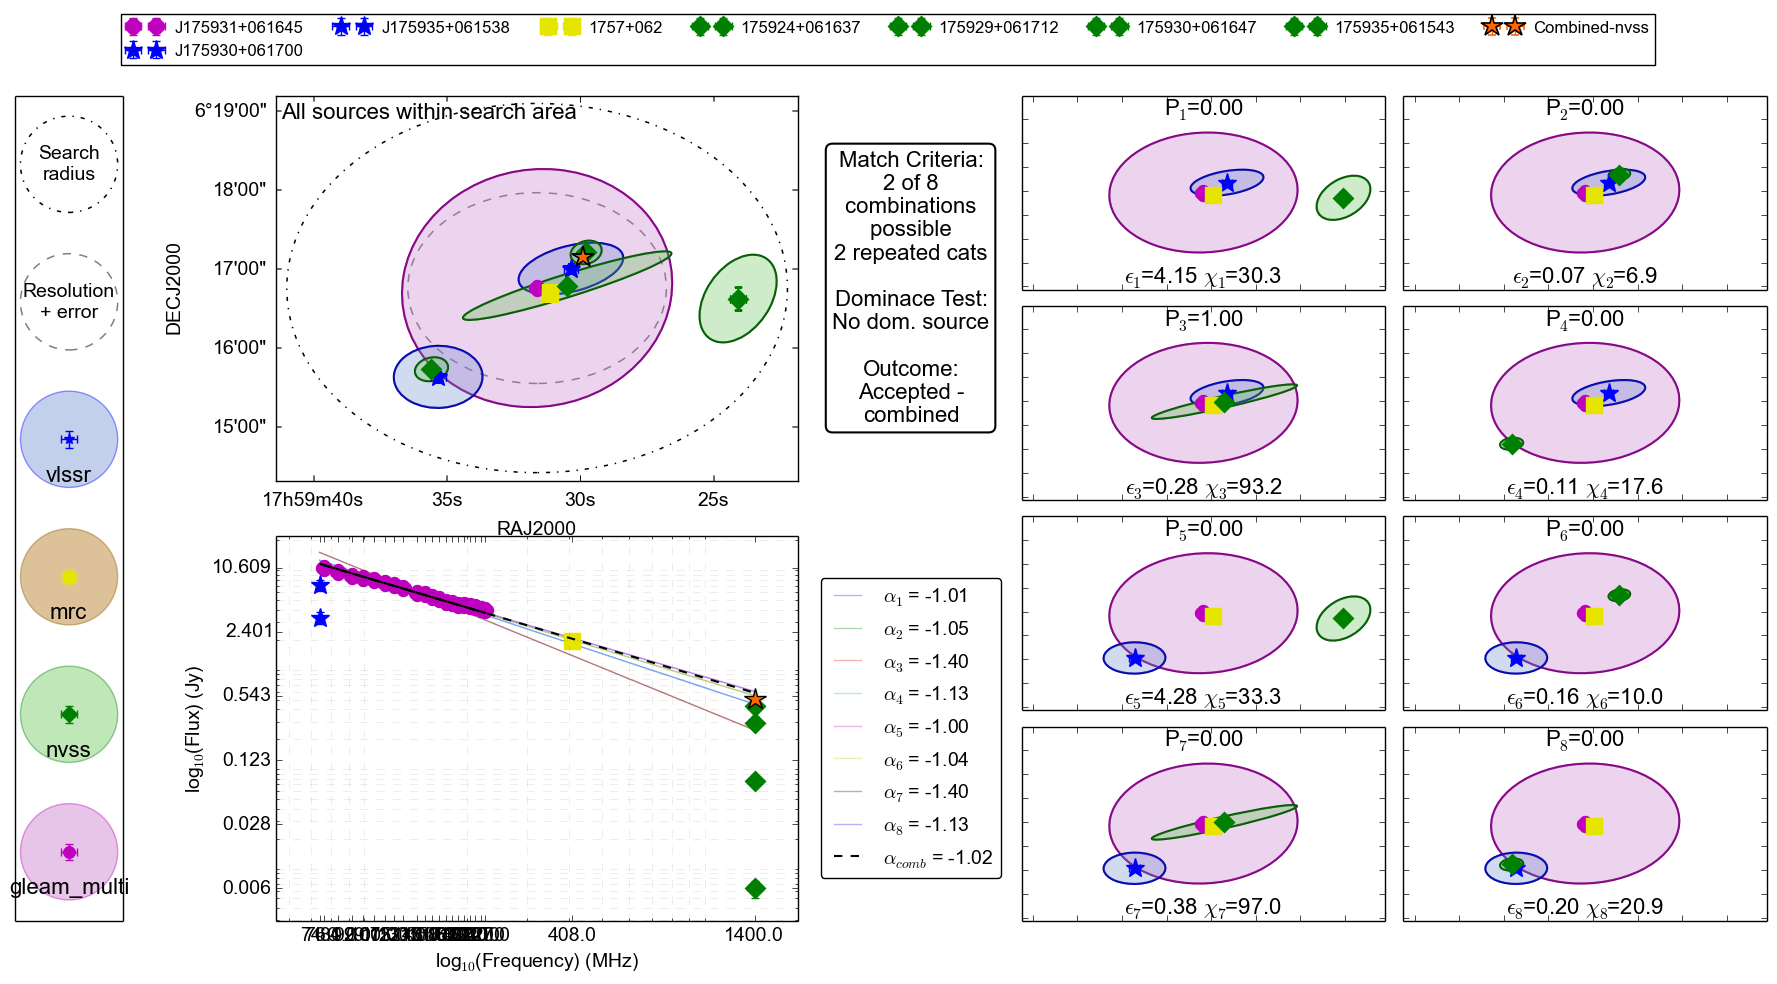 J175931+061645
J175935+061538
1757+062
175924+061637
175929+061712
175930+061647
175935+061543
Combined-nvss
J175930+061700
Search
radius
Resolution
+ error
vlssr
mrc
nvss
gleam_multi
All sources within search area
6°19'00"
18'00"
17'00"
16'00"
15'00"
DECJ2000
17h59m40s
35s
30s
25s
RAJ2000
Match Criteria:
2 of 8
combinations
possible
2 repeated cats
Dominace Test:
No dom. source
Outcome:
Accepted -
combined
10.609
2.401
0.543
0.123
0.028
0.006
log₁₀(Flux) (Jy)
408.0
1400.0
log₁₀(Frequency) (MHz)
α₁ = -1.01
α₂ = -1.05
α₃ = -1.40
α₄ = -1.13
α₅ = -1.00
α₆ = -1.04
α₇ = -1.40
α₈ = -1.13
α_comb = -1.02
P₁=0.00
ϵ₁=4.15 χ₁=30.3
P₂=0.00
ϵ₂=0.07 χ₂=6.9
P₃=1.00
ϵ₃=0.28 χ₃=93.2
P₄=0.00
ϵ₄=0.11 χ₄=17.6
P₅=0.00
ϵ₅=4.28 χ₅=33.3
P₆=0.00
ϵ₆=0.16 χ₆=10.0
P₇=0.00
ϵ₇=0.38 χ₇=97.0
P₈=0.00
ϵ₈=0.20 χ₈=20.9